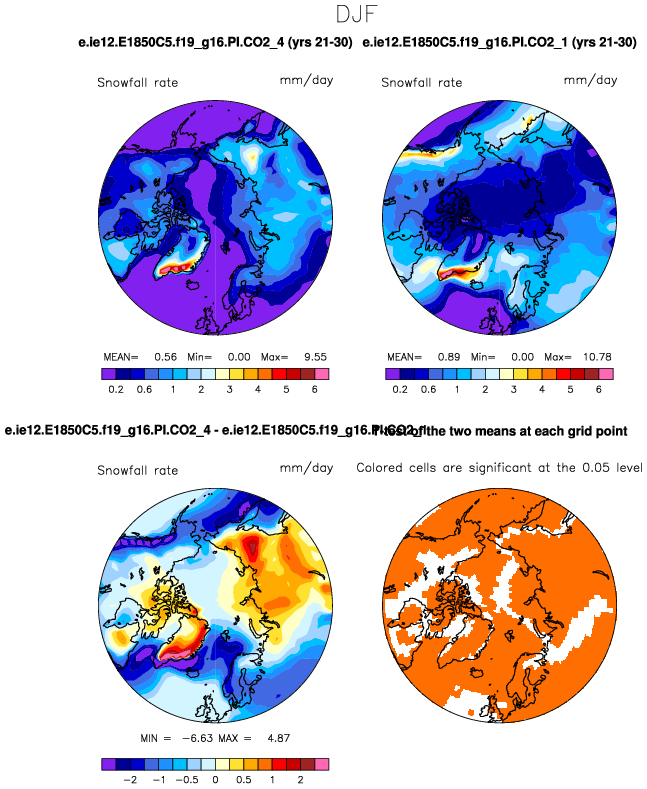 DJF
e.ie12.E1850C5.f19_g16.PI.CO2_4 (yrs 21-30) e.ie12.E1850C5.f19_g16.PI.CO2_1 (yrs 21-30)
Snowfall rate mm/day Snowfall rate mm/day
MEAN= 0.56 Min= 0.00 Max= 9.55 MEAN= 0.89 Min= 0.00 Max= 10.78
0.2 0.6 1 2 3 4 5 6 0.2 0.6 1 2 3 4 5 6
e.ie12.E1850C5.f19_g16.PI.CO2_4 - e.ie12.E1850C5.f19_g16.PI.CO2_1 of the two means at each grid point
Snowfall rate mm/day Colored cells are significant at the 0.05 level
MIN = -6.63 MAX = 4.87
-2 -1 -0.5 0 0.5 1 2